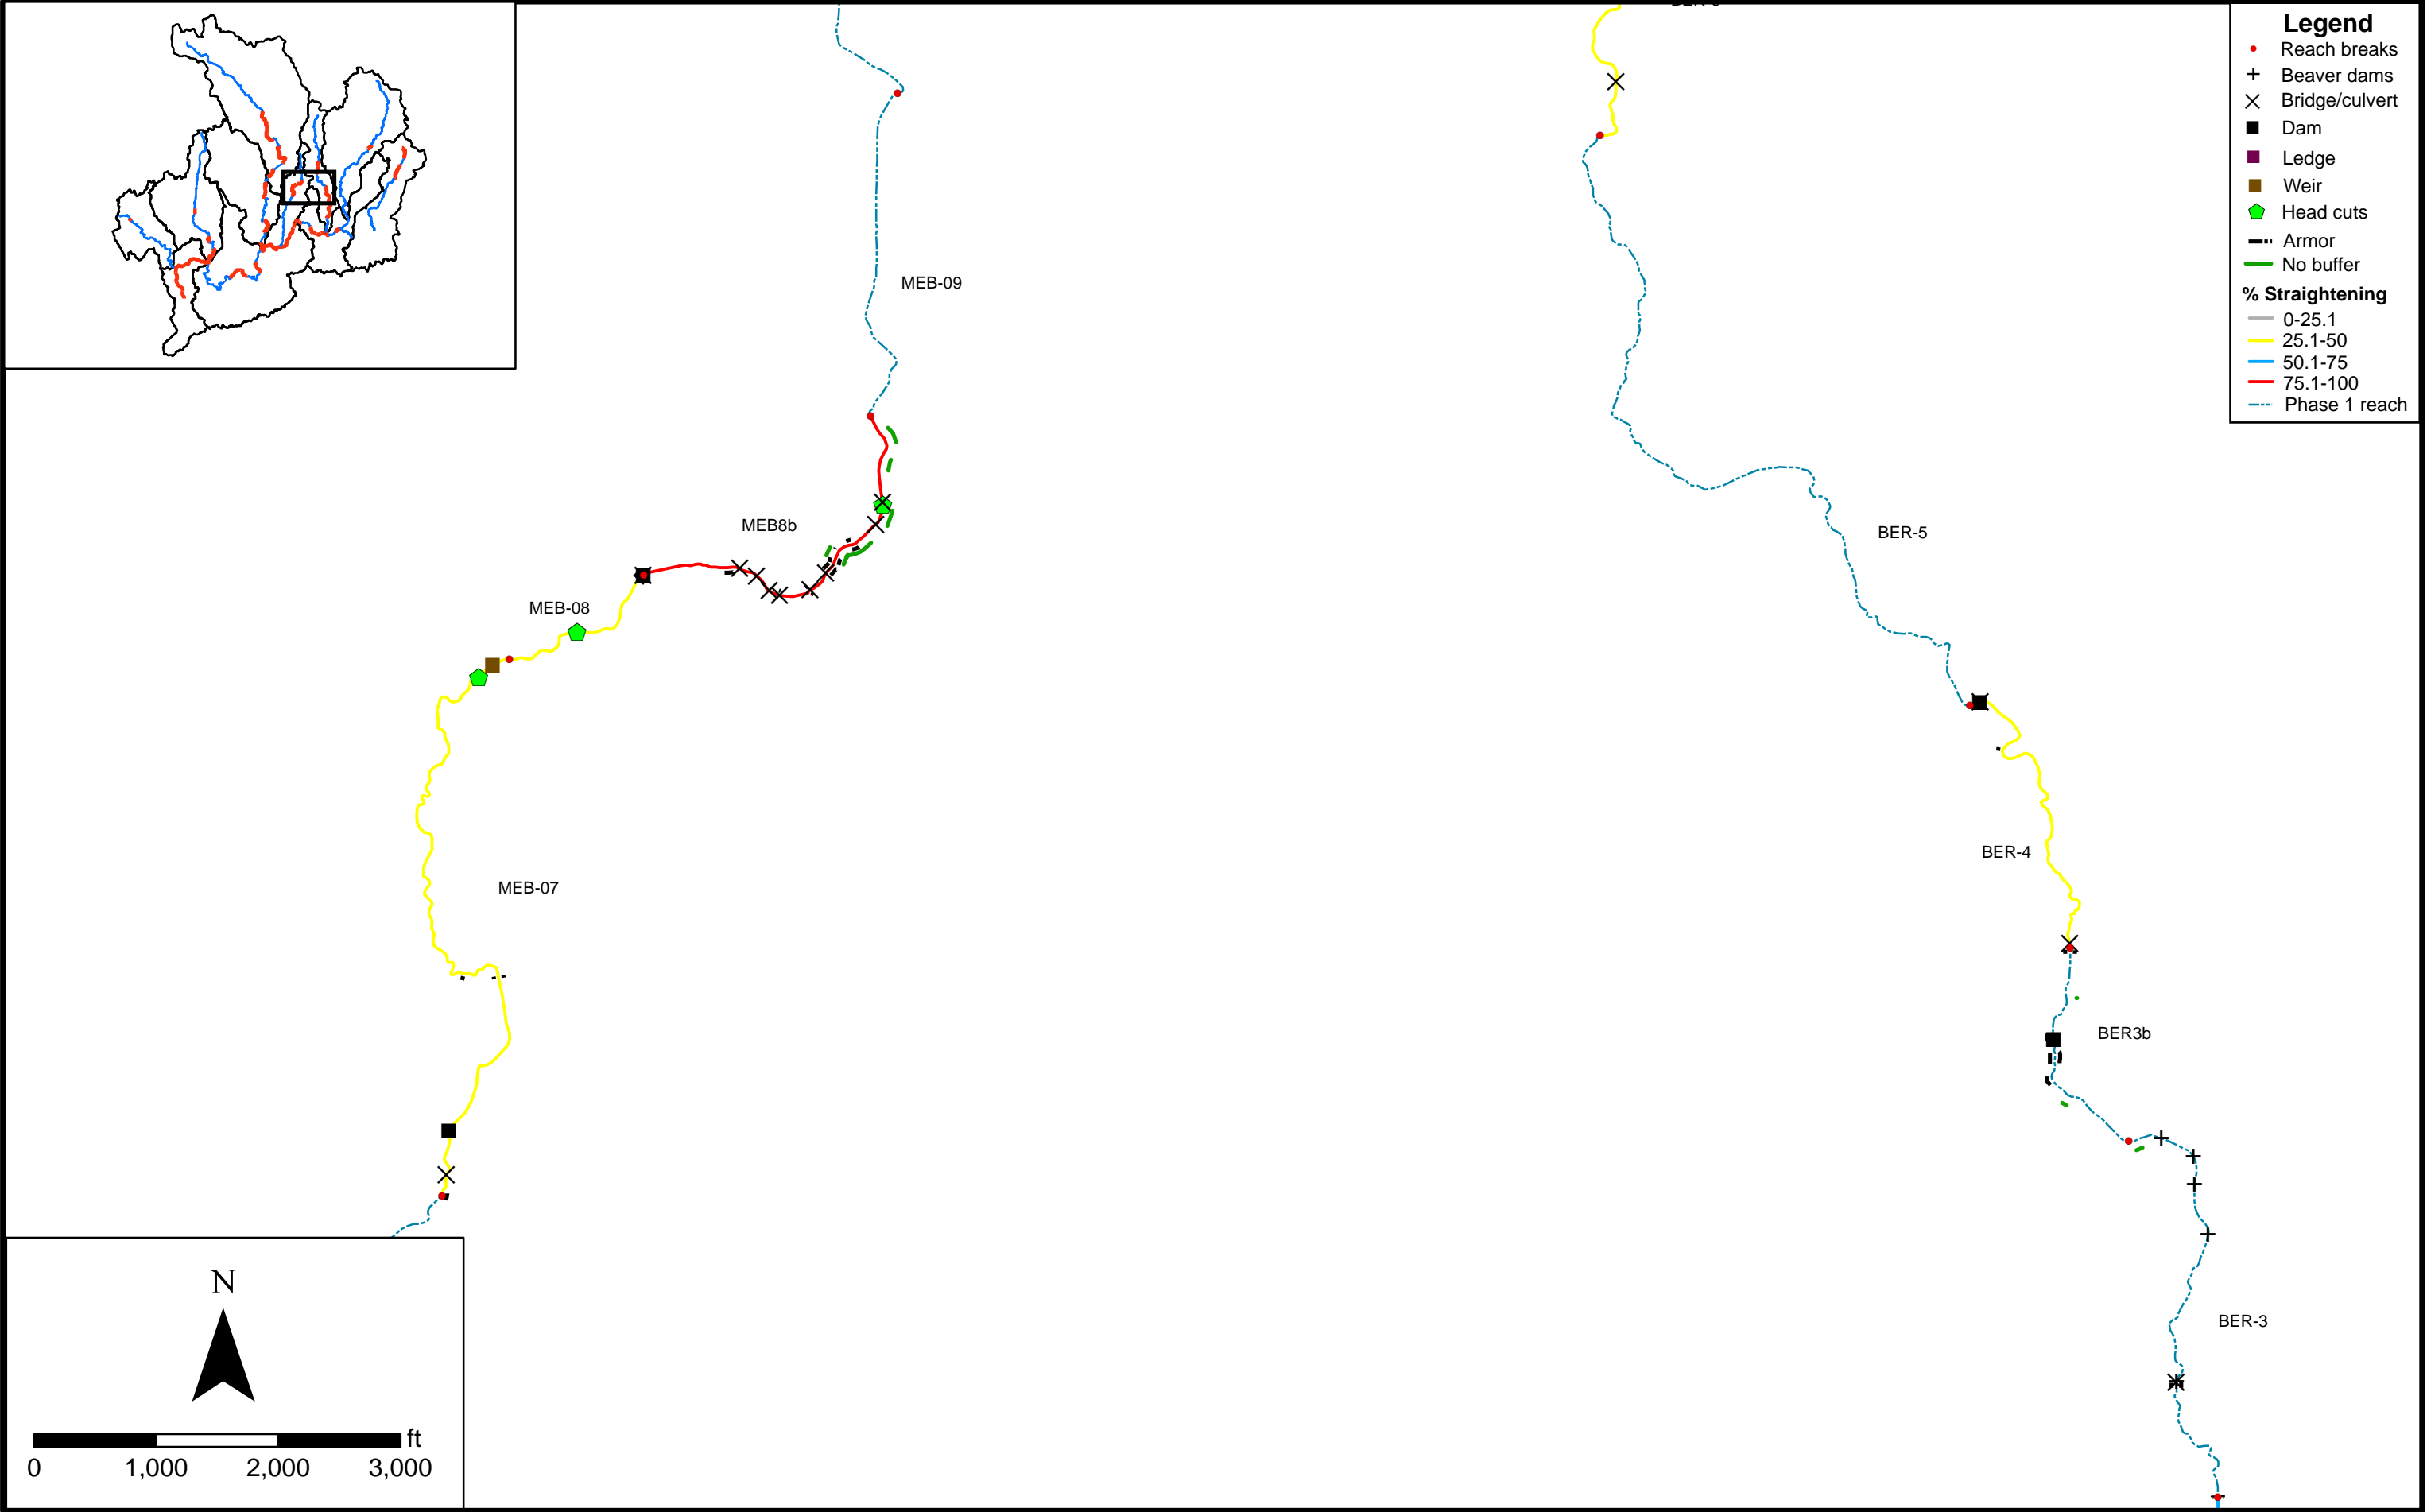 Legend
Reach breaks
Beaver dams
Bridge/culvert
Dam
Ledge
Weir
Head cuts
Armor
No buffer
% Straightening
0-25.1
25.1-50
50.1-75
75.1-100
Phase 1 reach
MEB-09
MEB8b
BER-5
MEB-08
BER-4
MEB-07
BER3b
BER-3
N
ft
0 1,000 2,000 3,000